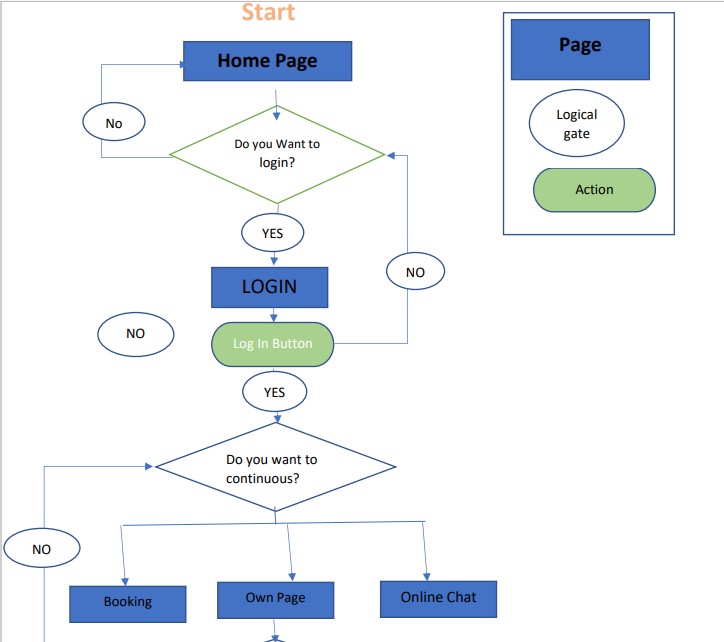 Start
Home Page
Page
Logical
gate
Action
No
Do you Want to
login?
YES
NO
LOGIN
NO
Log In Button
YES
Do you want to
continuous?
NO
Booking
Own Page
Online Chat